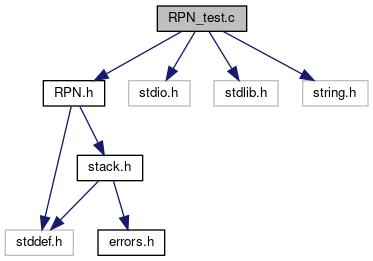 RPN_test.c
RPN.h
stdio.h
stdlib.h
string.h
stack.h
stddef.h
errors.h